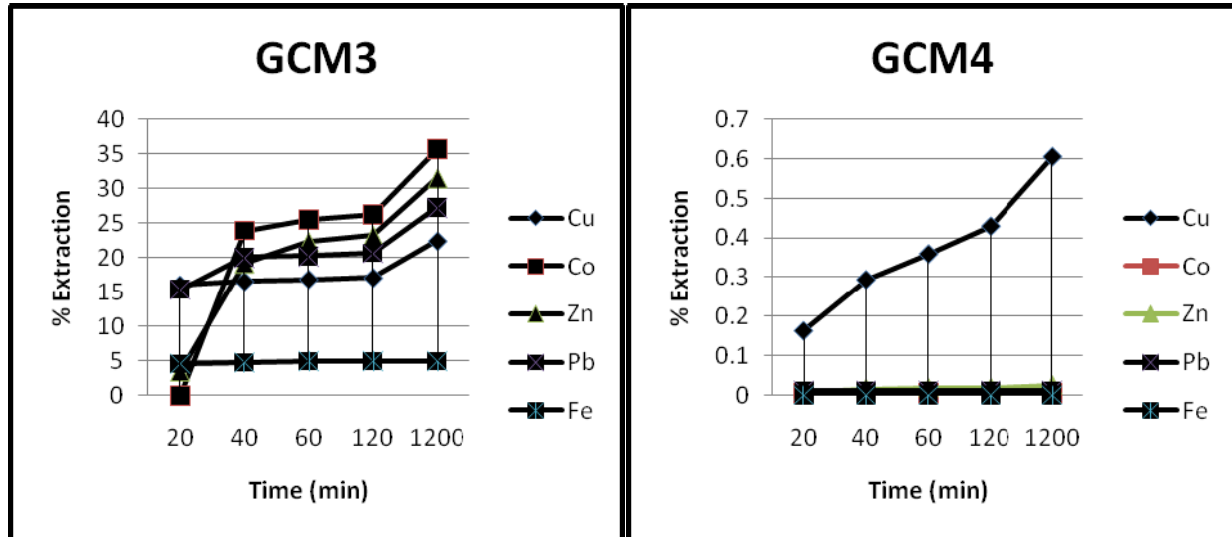 GCM3
40
35
30
25
20
15
10
5
0
% Extraction
20 40 60 120 1200
Time (min)
Cu
Co
Zn
Pb
Fe
GCM4
0.7
0.6
0.5
0.4
0.3
0.2
0.1
0
% Extraction
20 40 60 120 1200
Time (min)
Cu
Co
Zn
Pb
Fe